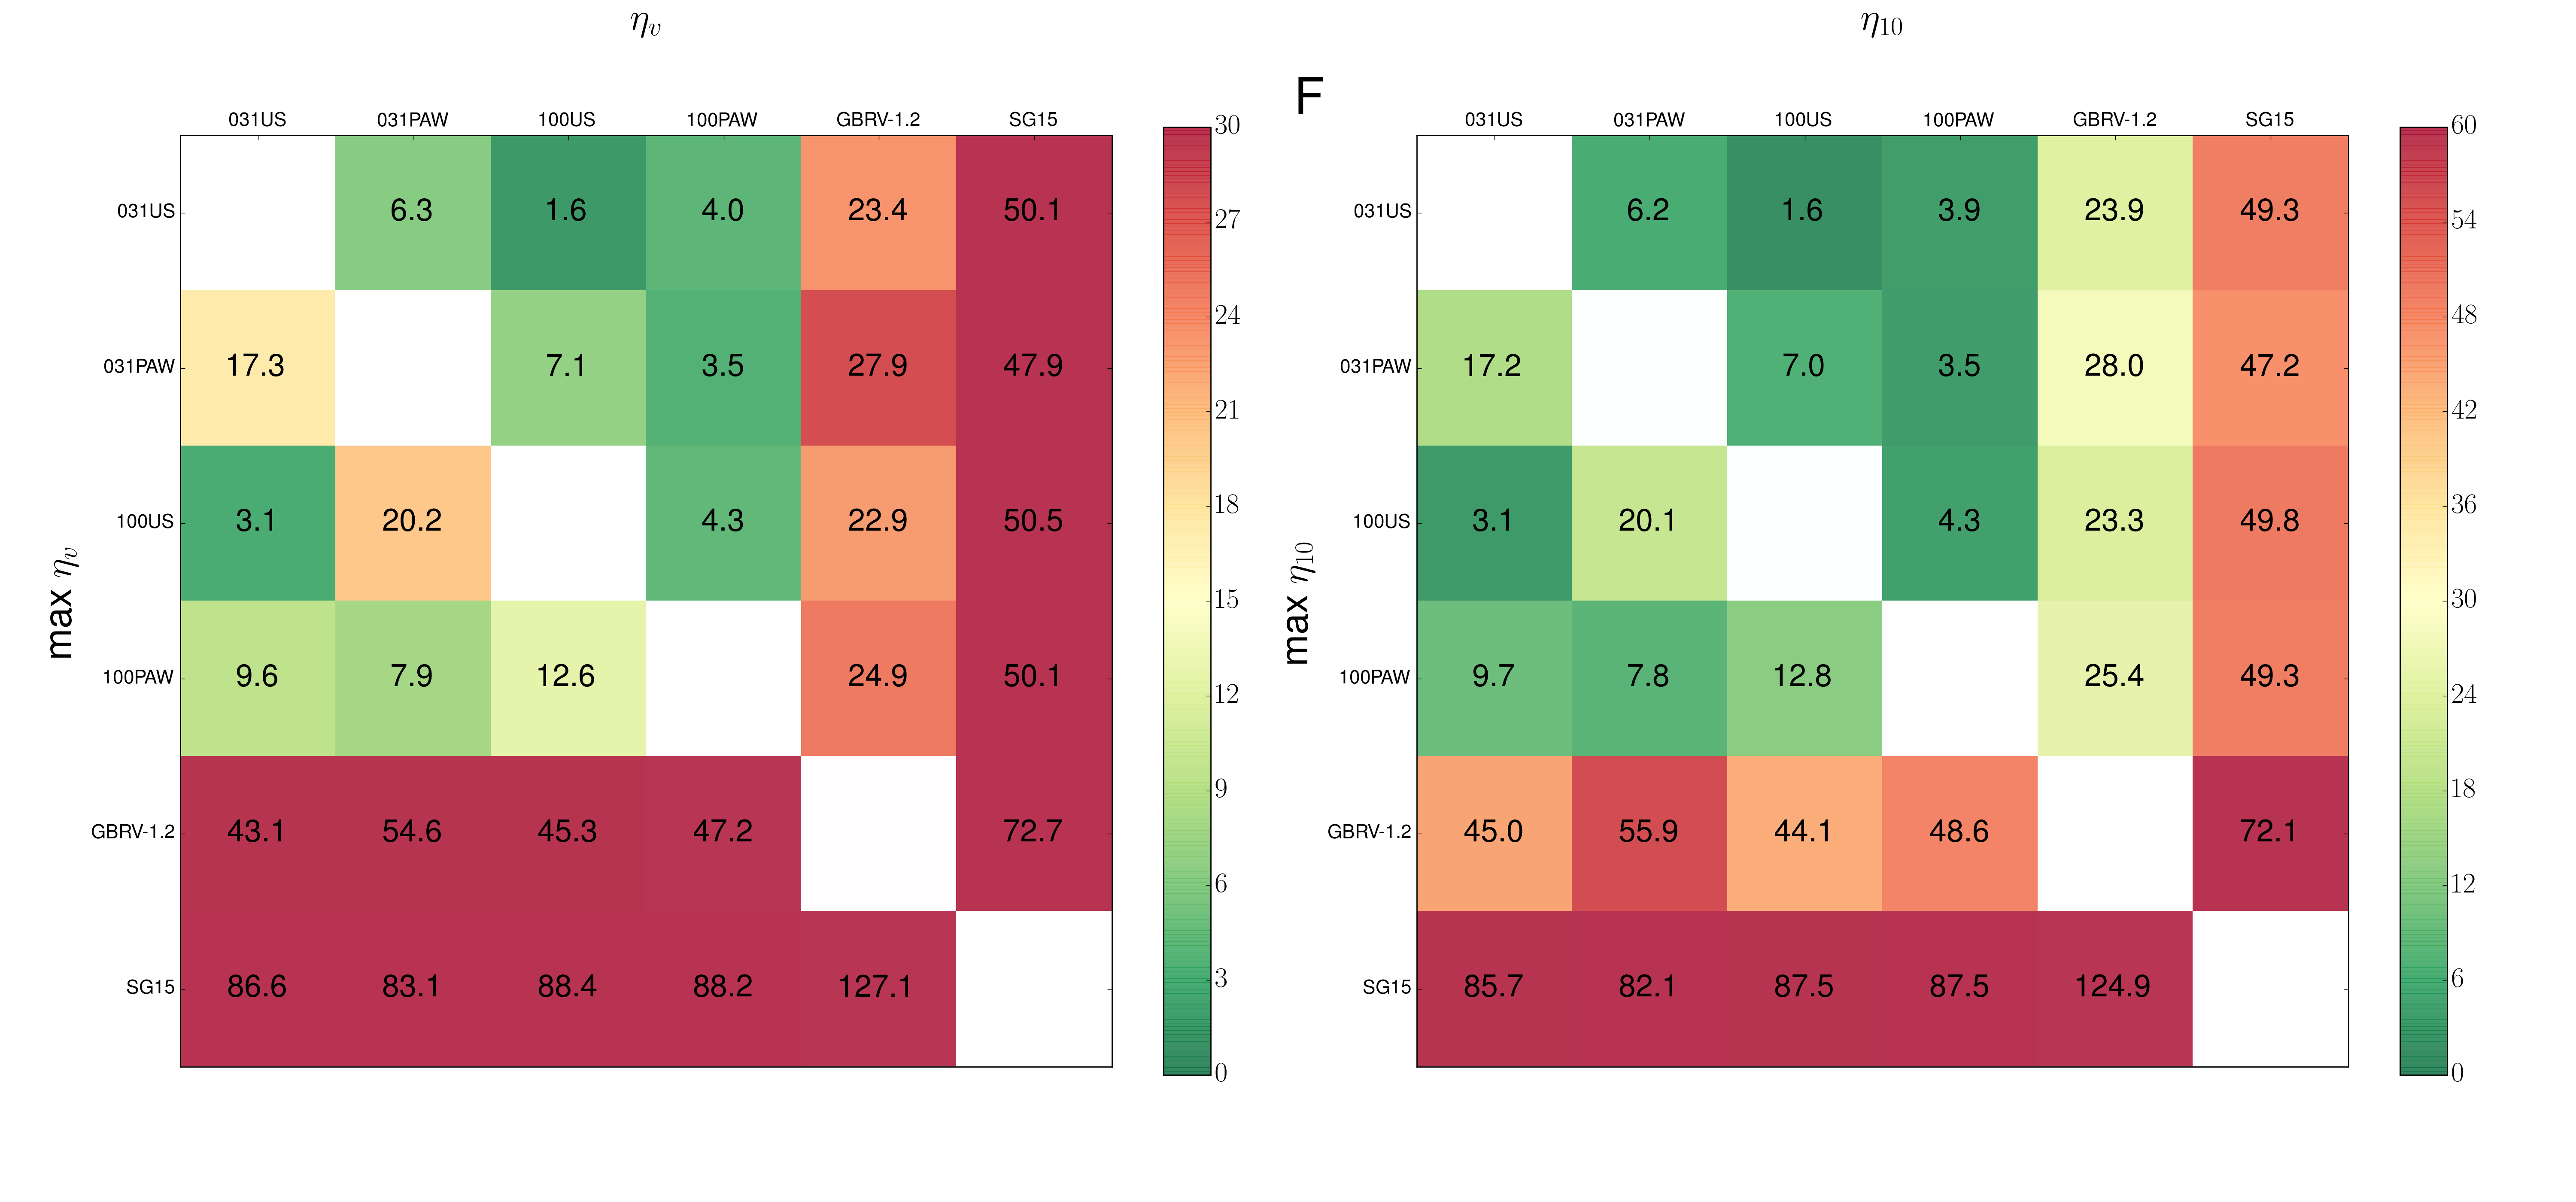 η_v
031US 031PAW 100US 100PAW GBRV-1.2 SG15
031US 6.3 1.6 4.0 23.4 50.1
031PAW 17.3 7.1 3.5 27.9 47.9
100US 3.1 20.2 4.3 22.9 50.5
100PAW 9.6 7.9 12.6 24.9 50.1
GBRV-1.2 43.1 54.6 45.3 47.2 72.7
SG15 86.6 83.1 88.4 88.2 127.1
max η_v
30
27
24
21
18
15
12
9
6
3
0
η_10
F
031US 031PAW 100US 100PAW GBRV-1.2 SG15
031US 6.2 1.6 3.9 23.9 49.3
031PAW 17.2 7.0 3.5 28.0 47.2
100US 3.1 20.1 4.3 23.3 49.8
100PAW 9.7 7.8 12.8 25.4 49.3
GBRV-1.2 45.0 55.9 44.1 48.6 72.1
SG15 85.7 82.1 87.5 87.5 124.9
max η_10
60
54
48
42
36
30
24
18
12
6
0